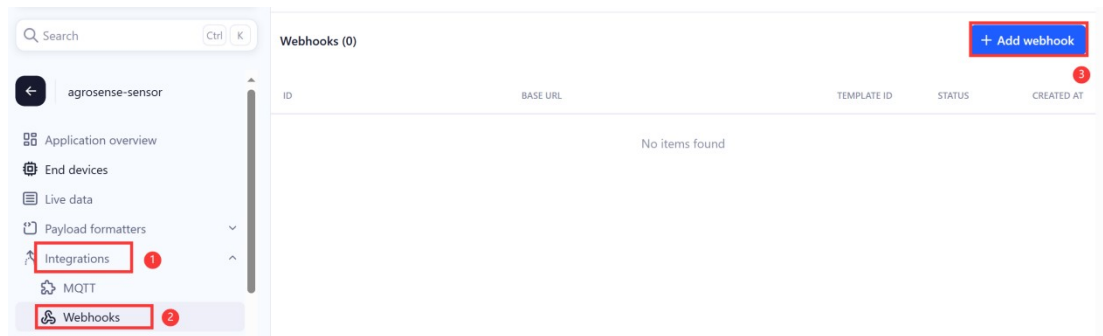 Search Ctrl K
agrosense-sensor
Application overview
End devices
Live data
Payload formatters
Integrations 1
MQTT
Webhooks 2
Webhooks (0)
+ Add webhook
3
ID BASE URL TEMPLATE ID STATUS CREATED AT
No items found